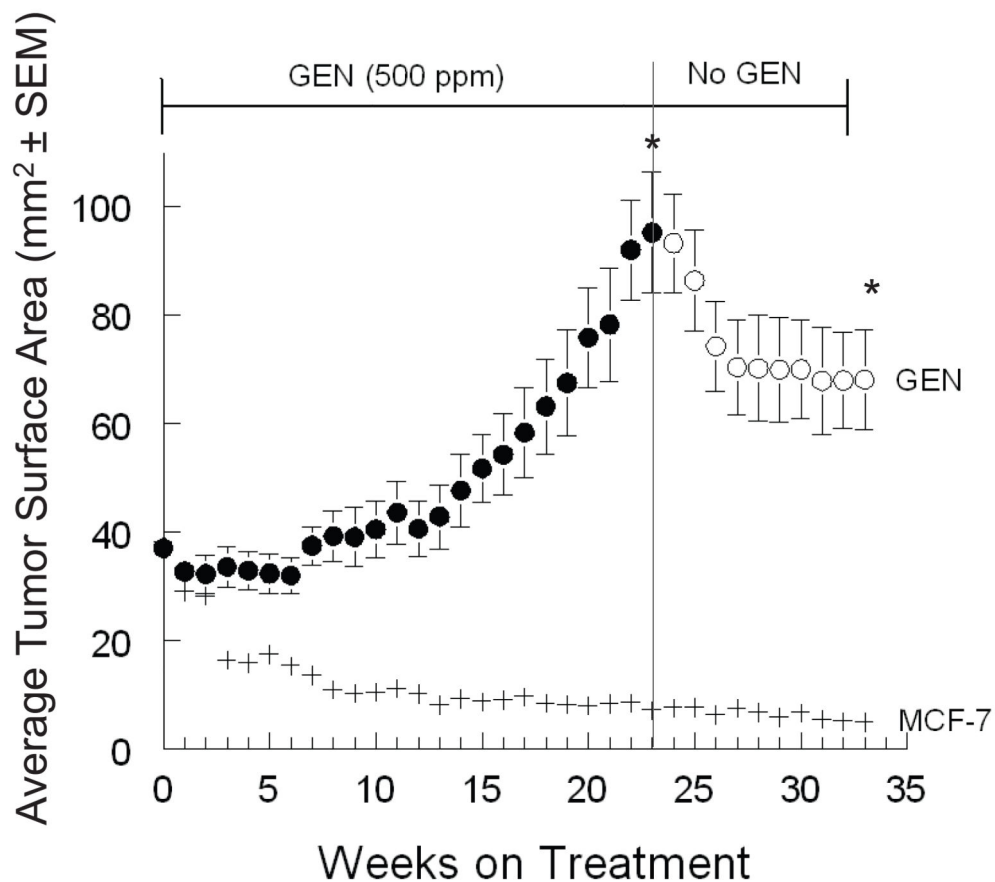 GEN (500 ppm)
No GEN
*
*
Average Tumor Surface Area (mm² ± SEM)
100
80
60
40
20
0
GEN
MCF-7
0 5 10 15 20 25 30 35
Weeks on Treatment